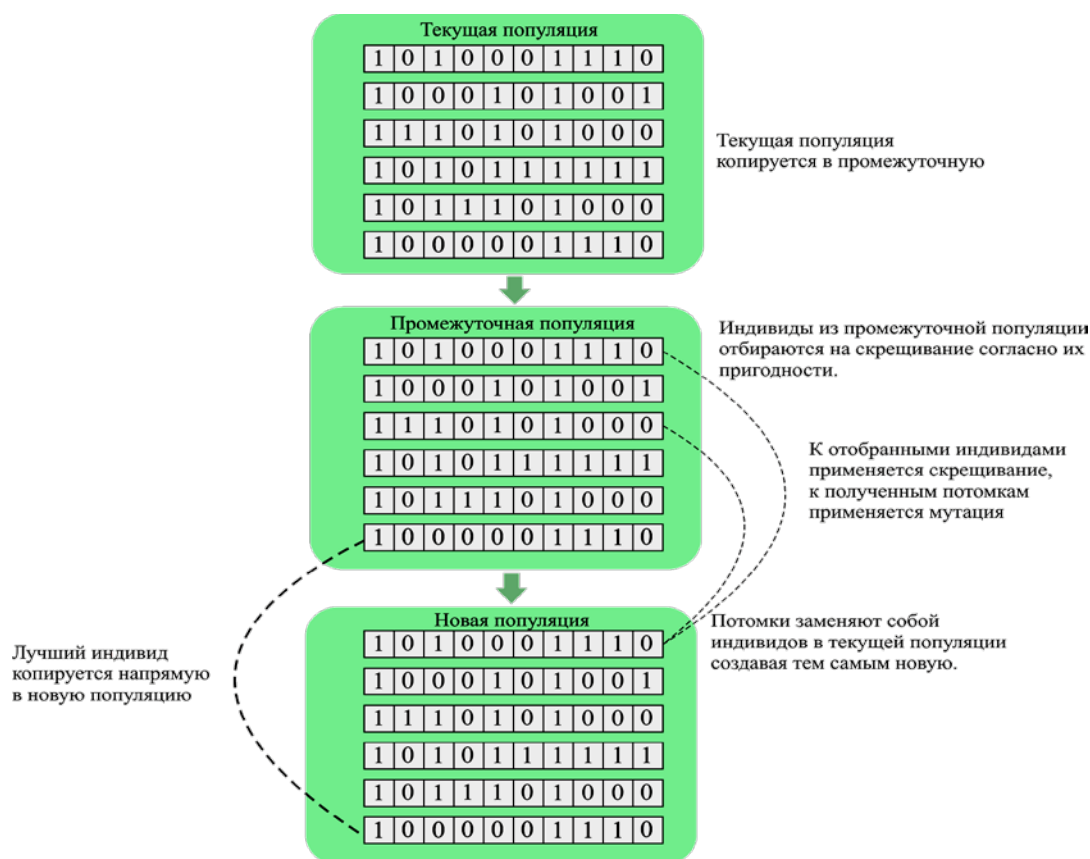 Текущая популяция
1 0 1 0 0 0 1 1 1 0
1 0 0 0 1 0 1 0 0 1
1 1 1 0 1 0 1 0 0 0
1 0 1 0 1 1 1 1 1 1
1 0 1 1 1 0 1 0 0 0
1 0 0 0 0 0 1 1 1 0
Текущая популяция
копируется в промежуточную
Промежуточная популяция
1 0 1 0 0 0 1 1 1 0
1 0 0 0 1 0 1 0 0 1
1 1 1 0 1 0 1 0 0 0
1 0 1 0 1 1 1 1 1 1
1 0 1 1 1 0 1 0 0 0
1 0 0 0 0 0 1 1 1 0
Индивиды из промежуточной популяции
отбираются на скрещивание согласно их
пригодности.
К отобранными индивидами
применяется скрещивание,
к полученным потомкам
применяется мутация
Новая популяция
1 0 1 0 0 0 1 1 1 0
1 0 0 0 1 0 1 0 0 1
1 1 1 0 1 0 1 0 0 0
1 0 1 0 1 1 1 1 1 1
1 0 1 1 1 0 1 0 0 0
1 0 0 0 0 0 1 1 1 0
Потомки заменяют собой
индивидов в текущей популяции
создавая тем самым новую.
Лучший индивид
копируется напрямую
в новую популяцию